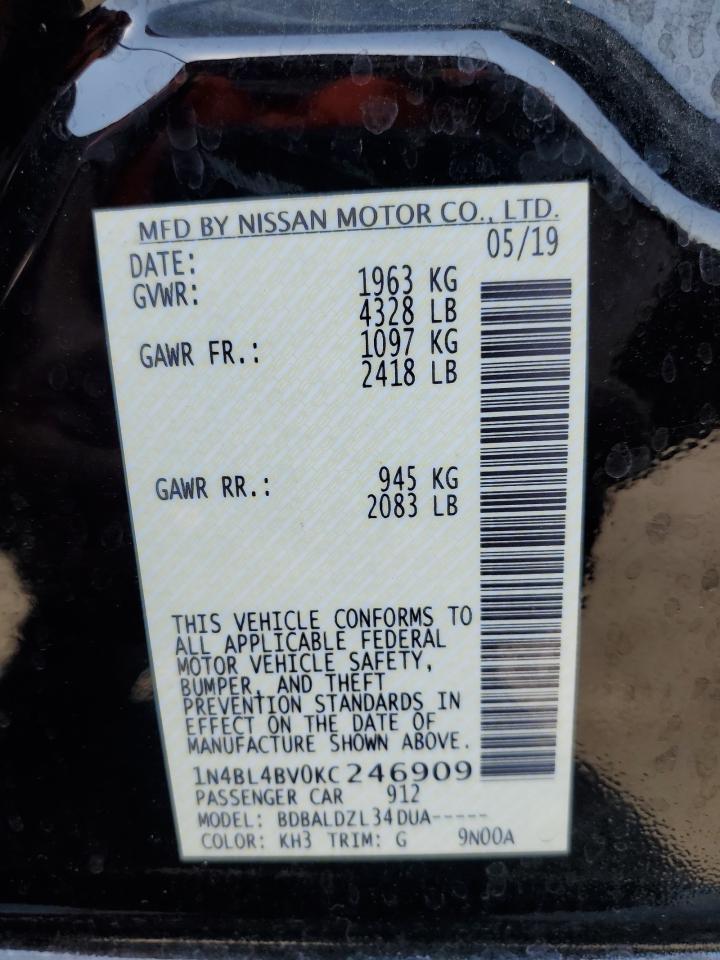 MFD BY NISSAN MOTOR CO., LTD.
DATE: 05/19
GVWR: 1963 KG
4328 LB
GAWR FR.: 1097 KG
2418 LB
GAWR RR.: 945 KG
2083 LB
THIS VEHICLE CONFORMS TO
ALL APPLICABLE FEDERAL
MOTOR VEHICLE SAFETY,
BUMPER, AND THEFT
PREVENTION STANDARDS IN
EFFECT ON THE DATE OF
MANUFACTURE SHOWN ABOVE.
1N4BL4BV0KC246909
PASSENGER CAR 912
MODEL: BDBALDZL34DUA-----
COLOR: KH3 TRIM: G 9N00A